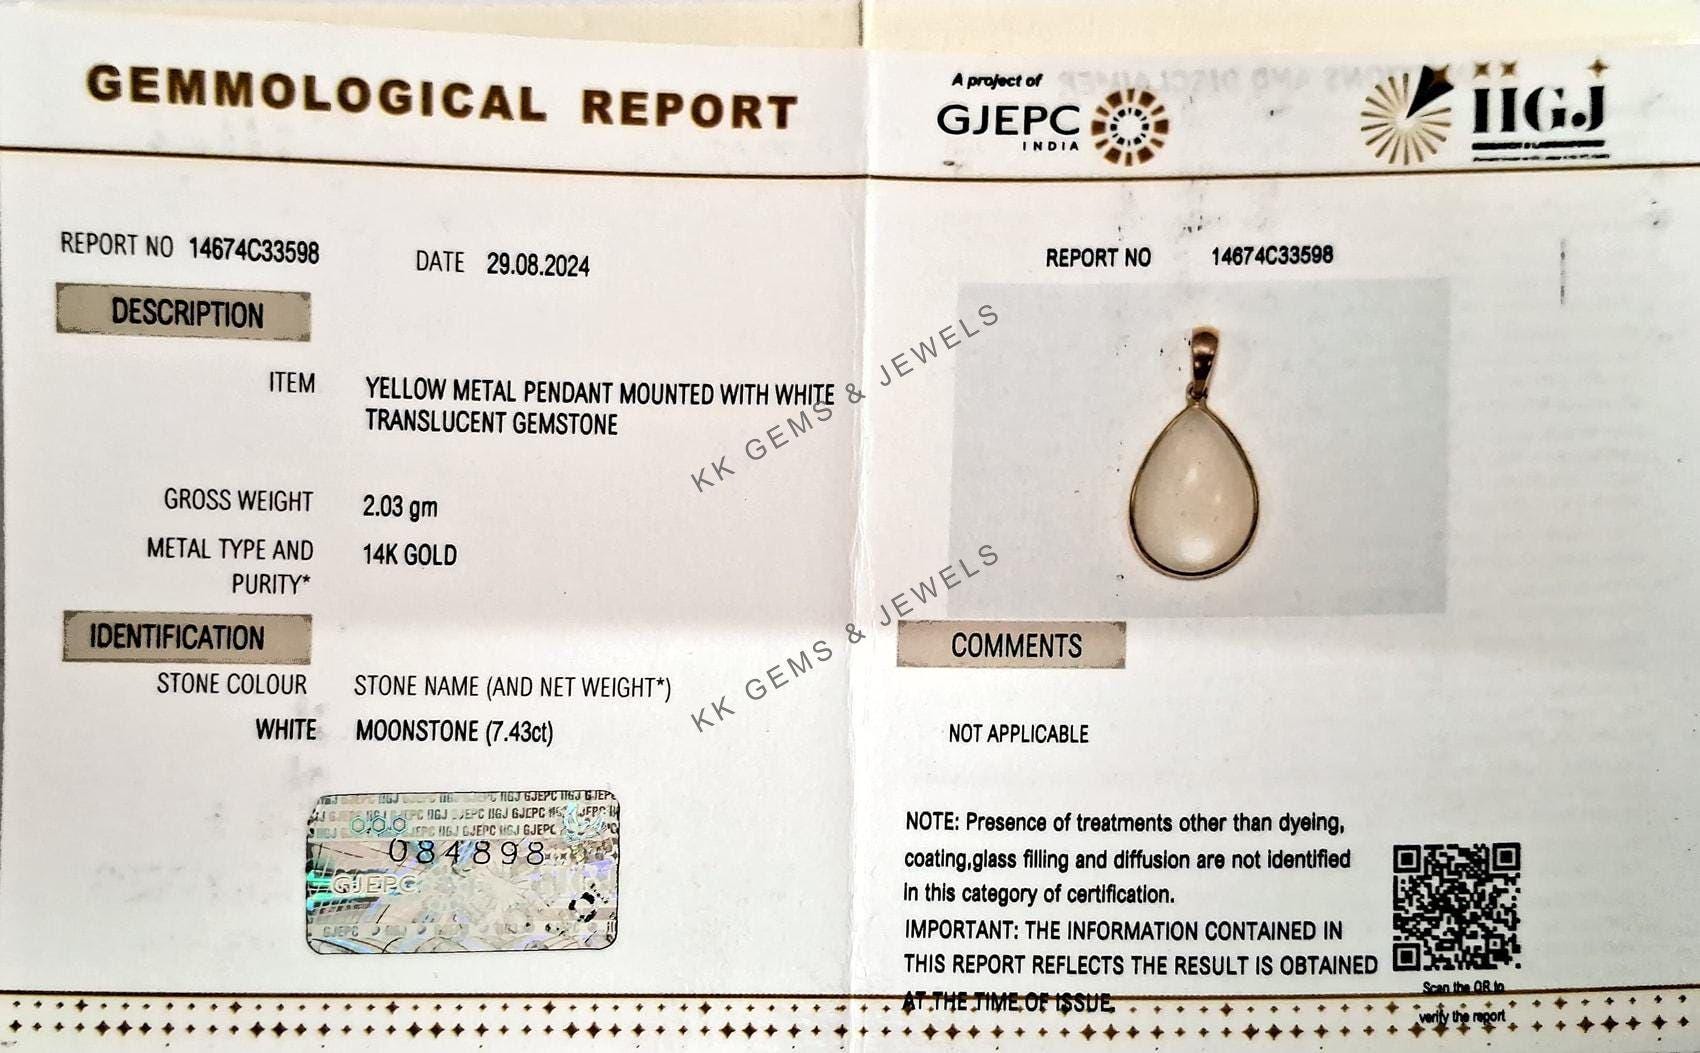 GEMMOLOGICAL REPORT
A project of
GJEPC
INDIA
IIGJ
RESEARCH & LABORATORIES
REPORT NO 14674C33598
DATE 29.08.2024
DESCRIPTION
ITEM YELLOW METAL PENDANT MOUNTED WITH WHITE
TRANSLUCENT GEMSTONE
GROSS WEIGHT 2.03 gm
METAL TYPE AND 14K GOLD
PURITY*
IDENTIFICATION
STONE COLOUR STONE NAME (AND NET WEIGHT*)
WHITE MOONSTONE (7.43ct)
084898
GJEPC
REPORT NO 14674C33598
KK GEMS & JEWELS
KK GEMS & JEWELS
COMMENTS
NOT APPLICABLE
NOTE: Presence of treatments other than dyeing,
coating,glass filling and diffusion are not identified
in this category of certification.
IMPORTANT: THE INFORMATION CONTAINED IN
THIS REPORT REFLECTS THE RESULT IS OBTAINED
AT THE TIME OF ISSUE.
Scan the QR to
verify the report